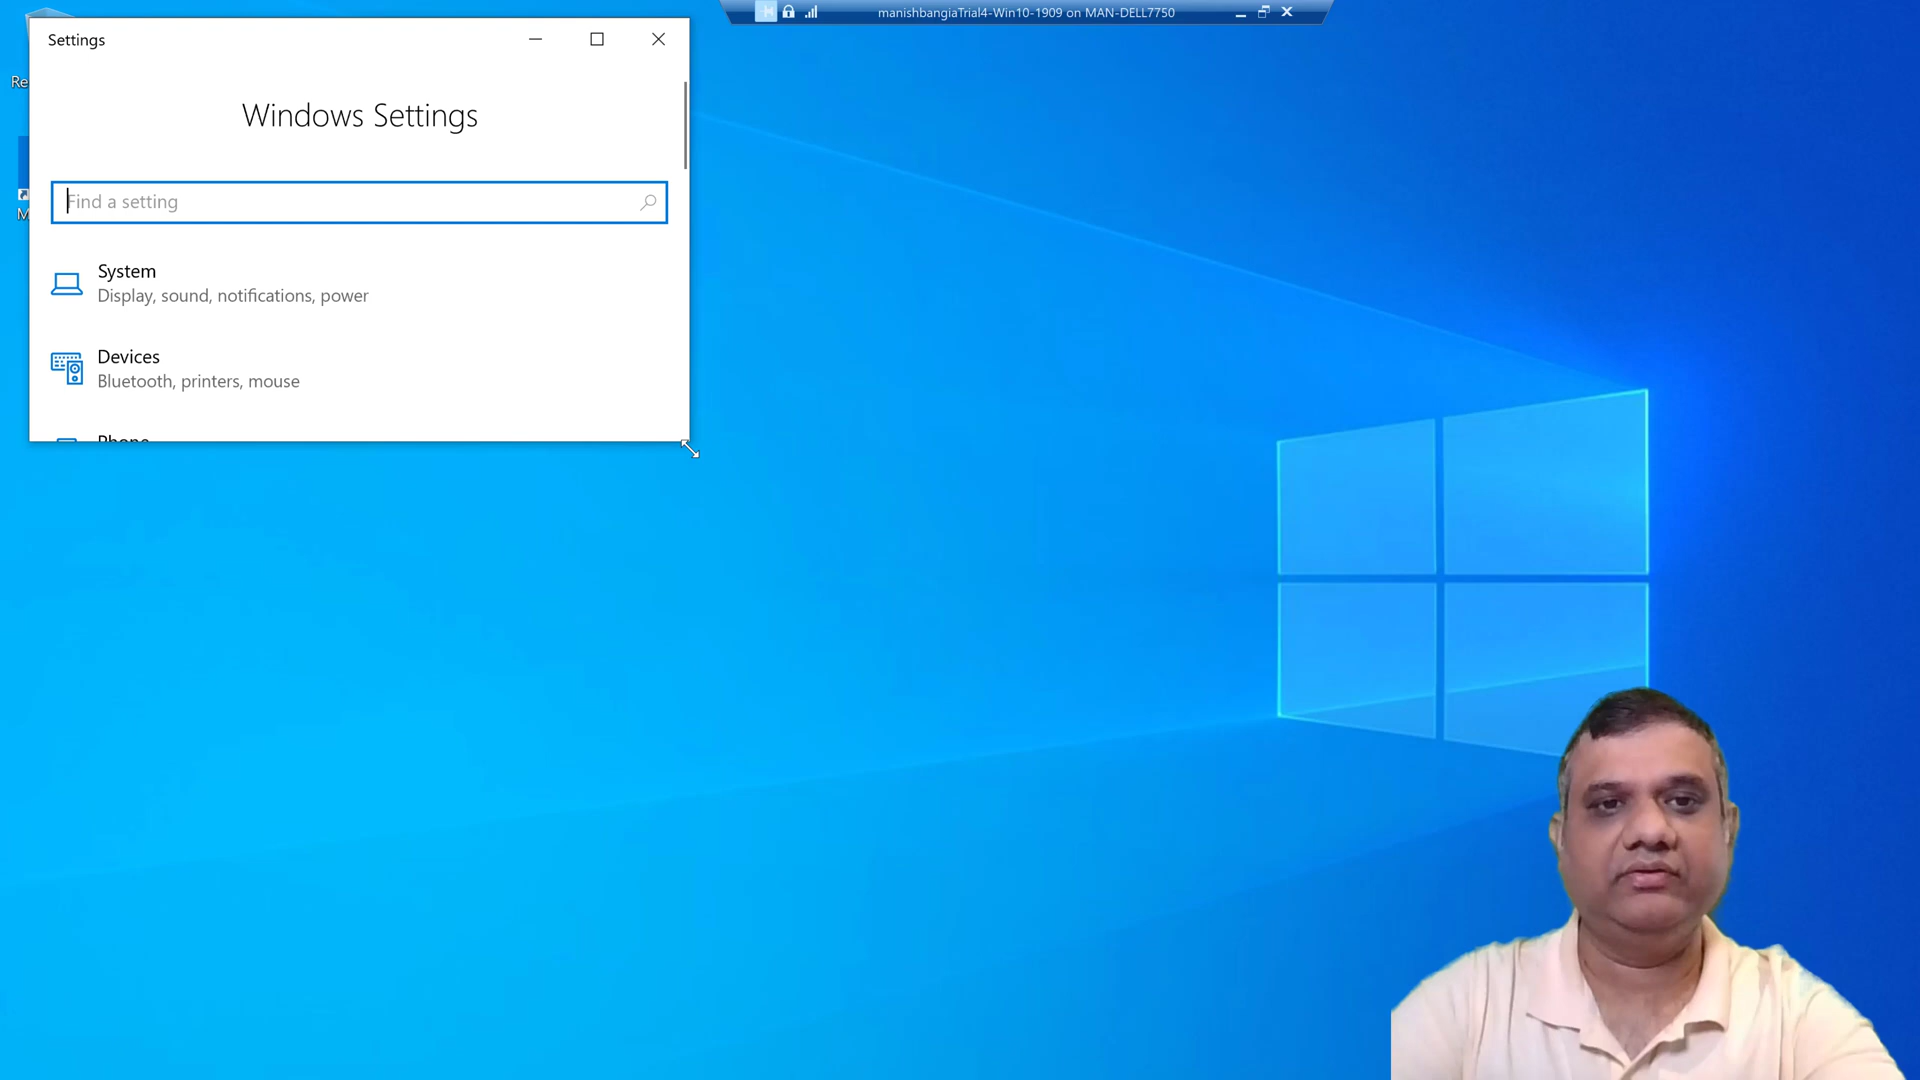 manishbangiaTrial4-Win10-1909 on MAN-DELL7750
Settings
Re
Windows Settings
Find a setting
M
System
Display, sound, notifications, power
Devices
Bluetooth, printers, mouse
Phone